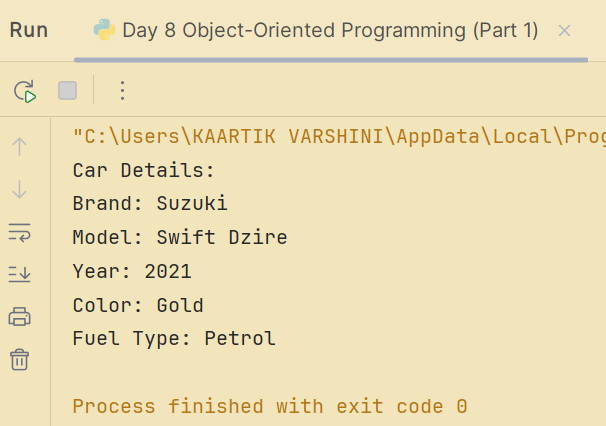 Run Day 8 Object-Oriented Programming (Part 1)
"C:\Users\KAARTIK VARSHINI\AppData\Local\Prog
Car Details:
Brand: Suzuki
Model: Swift Dzire
Year: 2021
Color: Gold
Fuel Type: Petrol
Process finished with exit code 0